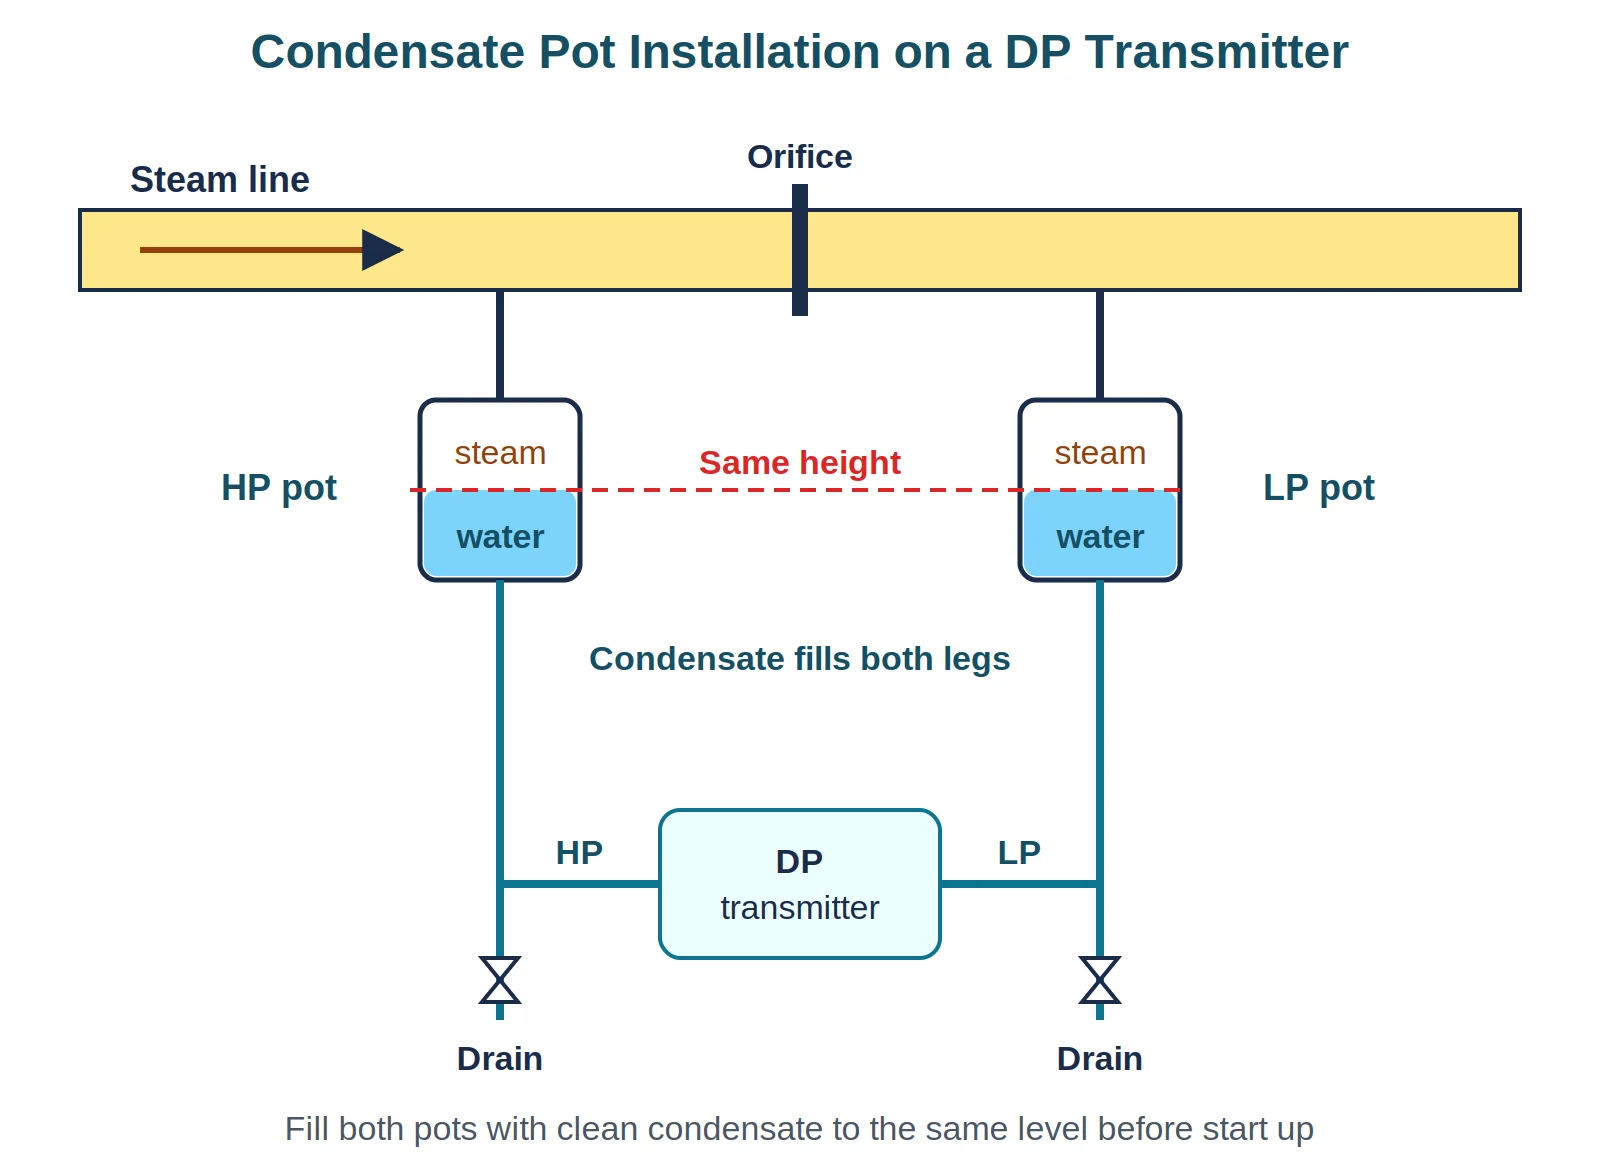 Condensate Pot Installation on a DP Transmitter
Orifice
Steam line
steam
steam
Same height
HP pot
LP pot
water
water
Condensate fills both legs
HP
DP
LP
transmitter
Drain
Drain
Fill both pots with clean condensate to the same level before start up